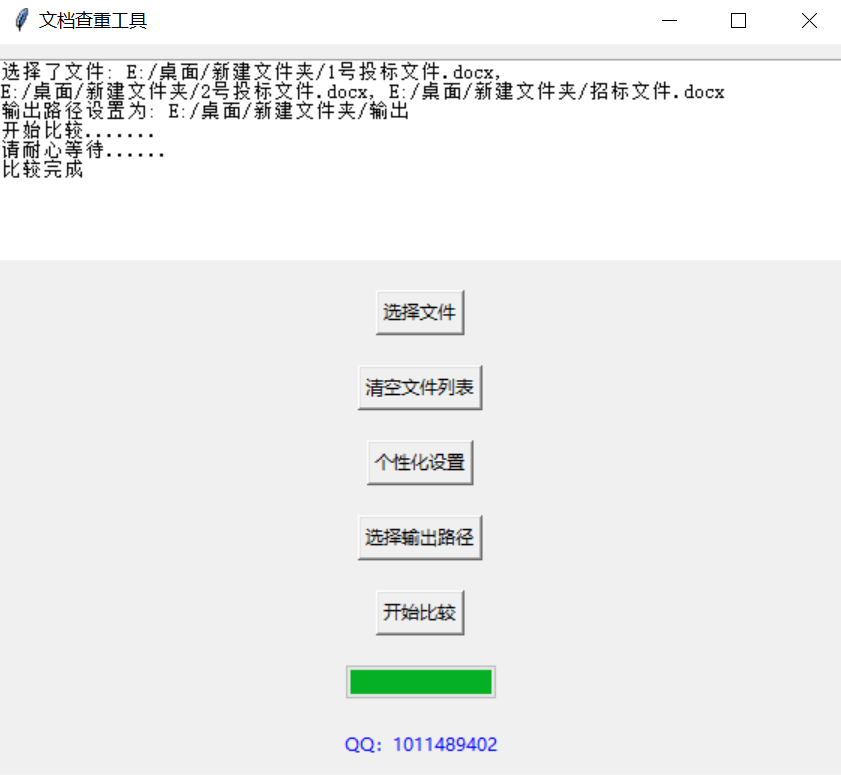 文档查重工具
选择了文件: E:/桌面/新建文件夹/1号投标文件.docx,
E:/桌面/新建文件夹/2号投标文件.docx, E:/桌面/新建文件夹/招标文件.docx
输出路径设置为: E:/桌面/新建文件夹/输出
开始比较.......
请耐心等待......
比较完成
选择文件
清空文件列表
个性化设置
选择输出路径
开始比较
QQ：1011489402